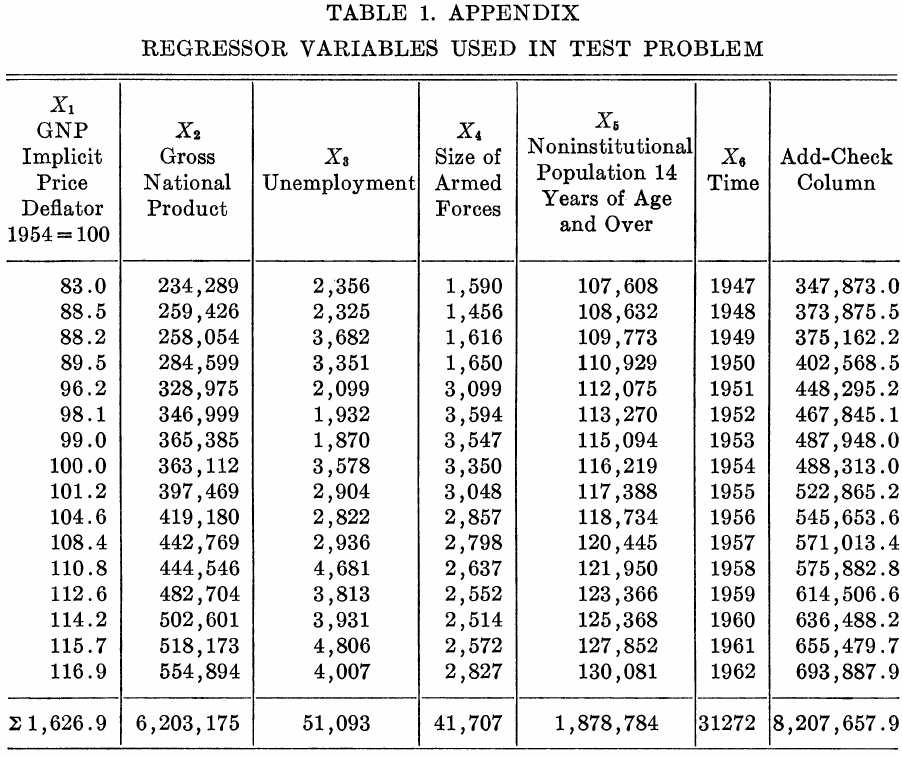 TABLE 1. APPENDIX
REGRESSOR VARIABLES USED IN TEST PROBLEM
X₁ GNP Implicit Price Deflator 1954=100 | X₂ Gross National Product | X₃ Unemployment | X₄ Size of Armed Forces | X₅ Noninstitutional Population 14 Years of Age and Over | X₆ Time | Add-Check Column
83.0 | 234,289 | 2,356 | 1,590 | 107,608 | 1947 | 347,873.0
88.5 | 259,426 | 2,325 | 1,456 | 108,632 | 1948 | 373,875.5
88.2 | 258,054 | 3,682 | 1,616 | 109,773 | 1949 | 375,162.2
89.5 | 284,599 | 3,351 | 1,650 | 110,929 | 1950 | 402,568.5
96.2 | 328,975 | 2,099 | 3,099 | 112,075 | 1951 | 448,295.2
98.1 | 346,999 | 1,932 | 3,594 | 113,270 | 1952 | 467,845.1
99.0 | 365,385 | 1,870 | 3,547 | 115,094 | 1953 | 487,948.0
100.0 | 363,112 | 3,578 | 3,350 | 116,219 | 1954 | 488,313.0
101.2 | 397,469 | 2,904 | 3,048 | 117,388 | 1955 | 522,865.2
104.6 | 419,180 | 2,822 | 2,857 | 118,734 | 1956 | 545,653.6
108.4 | 442,769 | 2,936 | 2,798 | 120,445 | 1957 | 571,013.4
110.8 | 444,546 | 4,681 | 2,637 | 121,950 | 1958 | 575,882.8
112.6 | 482,704 | 3,813 | 2,552 | 123,366 | 1959 | 614,506.6
114.2 | 502,601 | 3,931 | 2,514 | 125,368 | 1960 | 636,488.2
115.7 | 518,173 | 4,806 | 2,572 | 127,852 | 1961 | 655,479.7
116.9 | 554,894 | 4,007 | 2,827 | 130,081 | 1962 | 693,887.9
Σ 1,626.9 | 6,203,175 | 51,093 | 41,707 | 1,878,784 | 31272 | 8,207,657.9